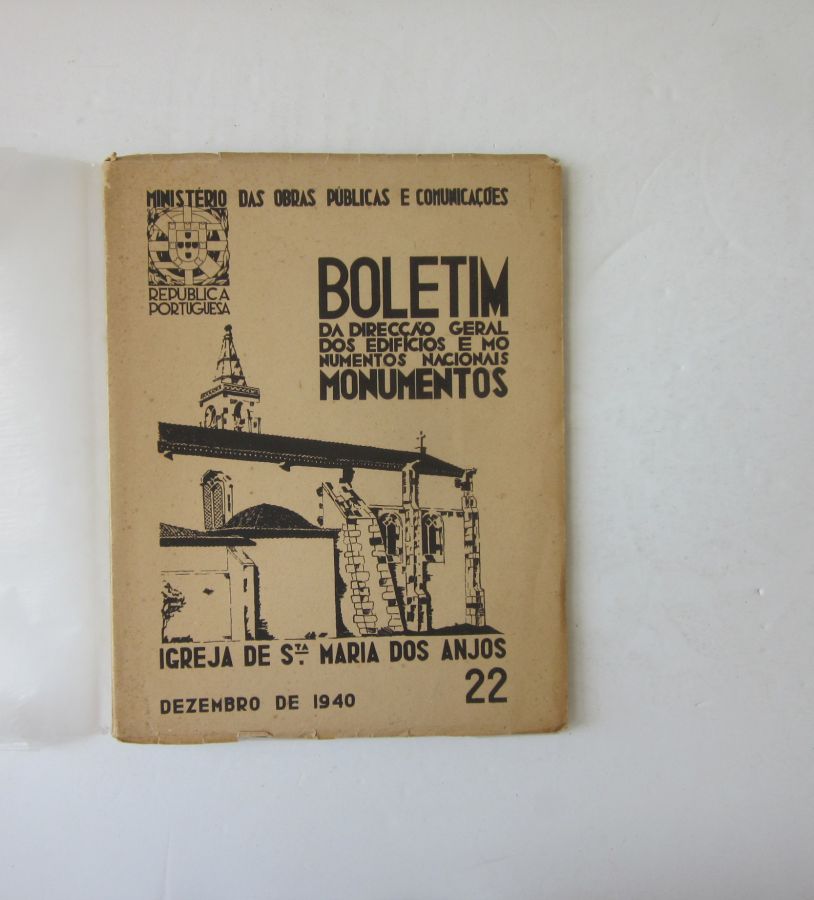 MINISTÉRIO DAS OBRAS PÚBLICAS E COMUNICAÇÕES
REPUBLICA
PORTUGUESA
BOLETIM
DA DIRECÇÃO GERAL
DOS EDIFÍCIOS E MO
NUMENTOS NACIONAIS
MONUMENTOS
IGREJA DE STA. MARIA DOS ANJOS
22
DEZEMBRO DE 1940